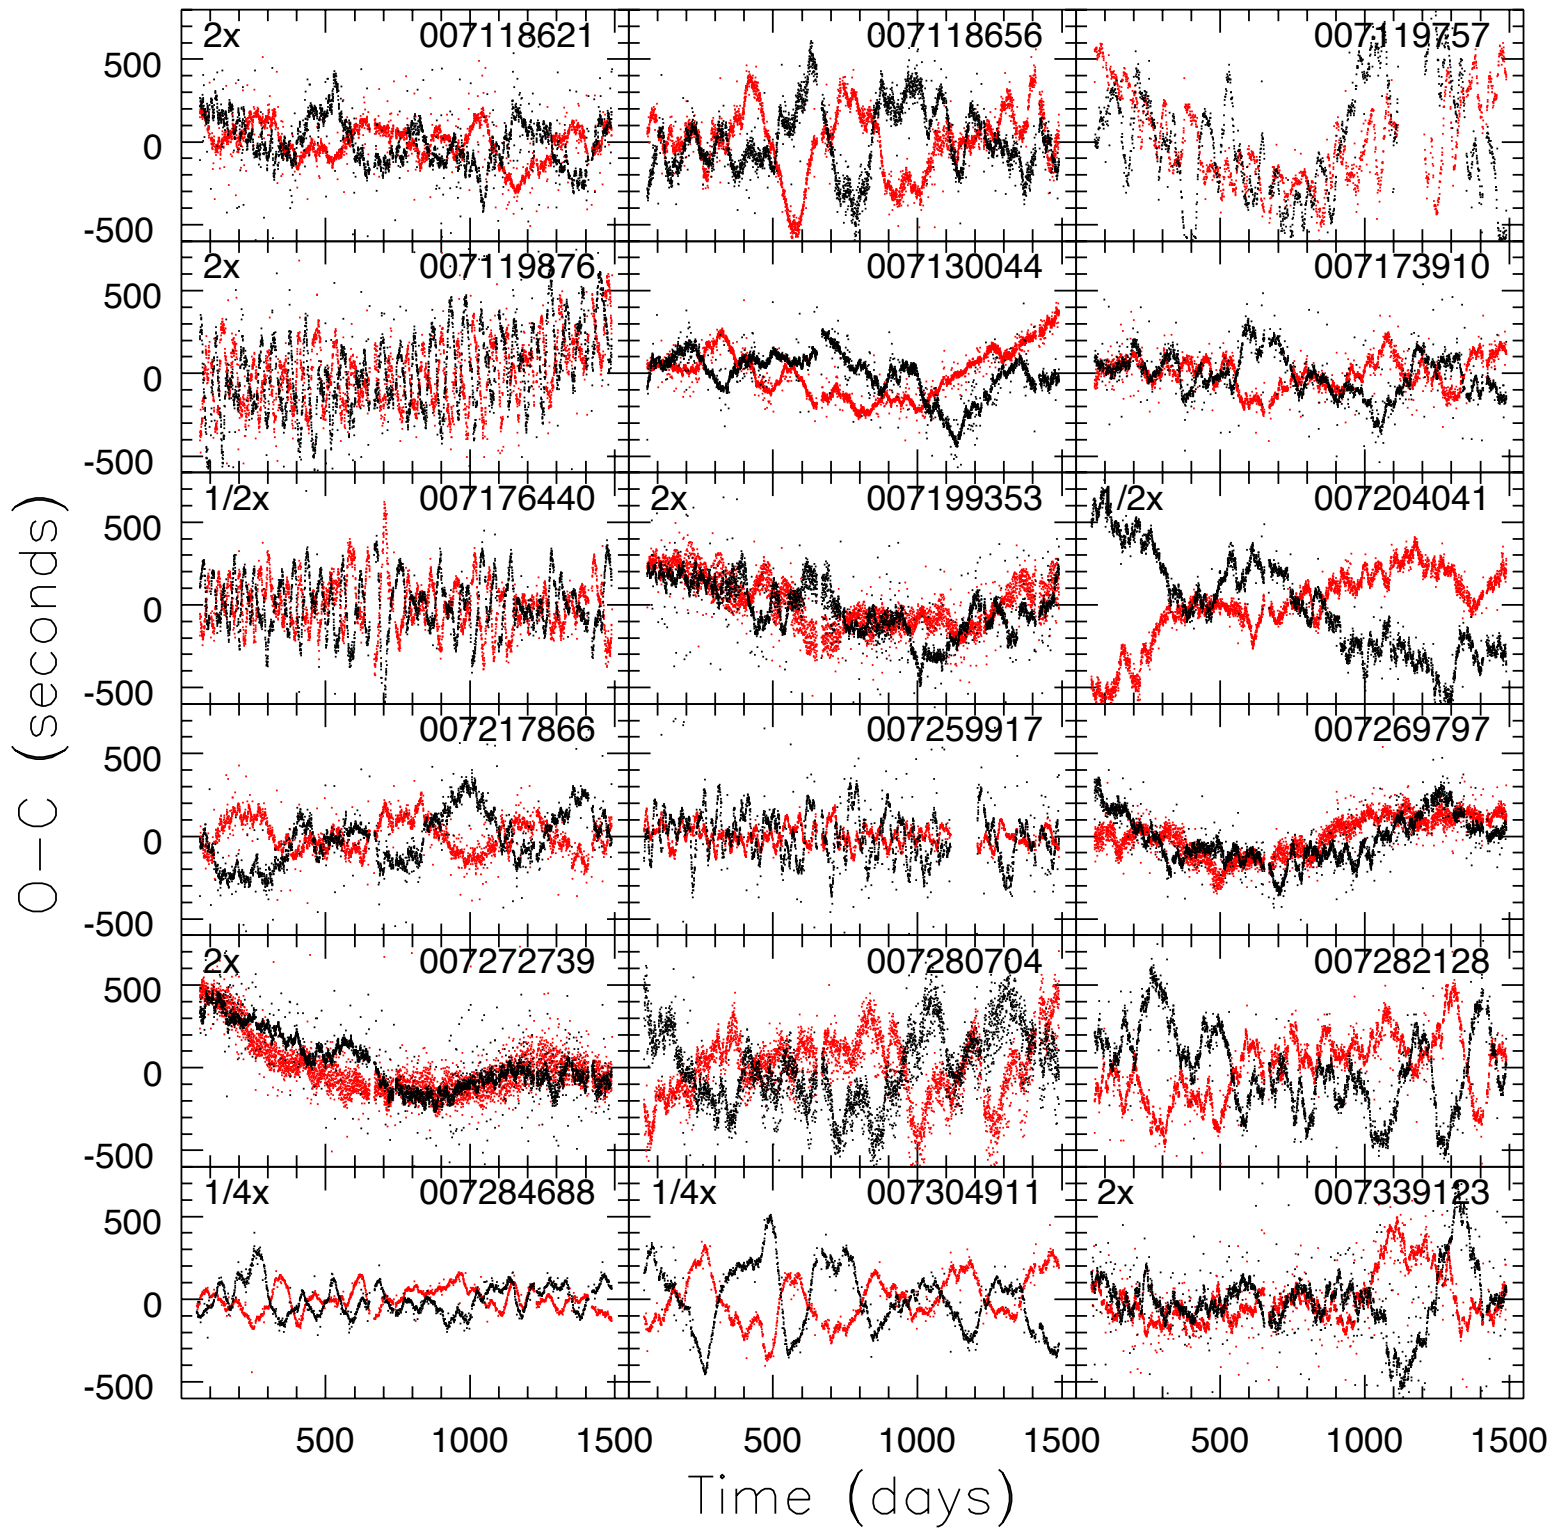 2x 007118621 007118656 007119757
500
0
-500
2x 007119876 007130044 007173910
500
0
-500
1/2x 007176440 2x 007199353 1/2x 007204041
500
0
-500
007217866 007259917 007269797
500
0
-500
2x 007272739 007280704 007282128
500
0
-500
1/4x 007284688 1/4x 007304911 2x 007339123
500
0
-500
500 1000 1500 500 1000 1500 500 1000 1500
Time (days)
O-C (seconds)